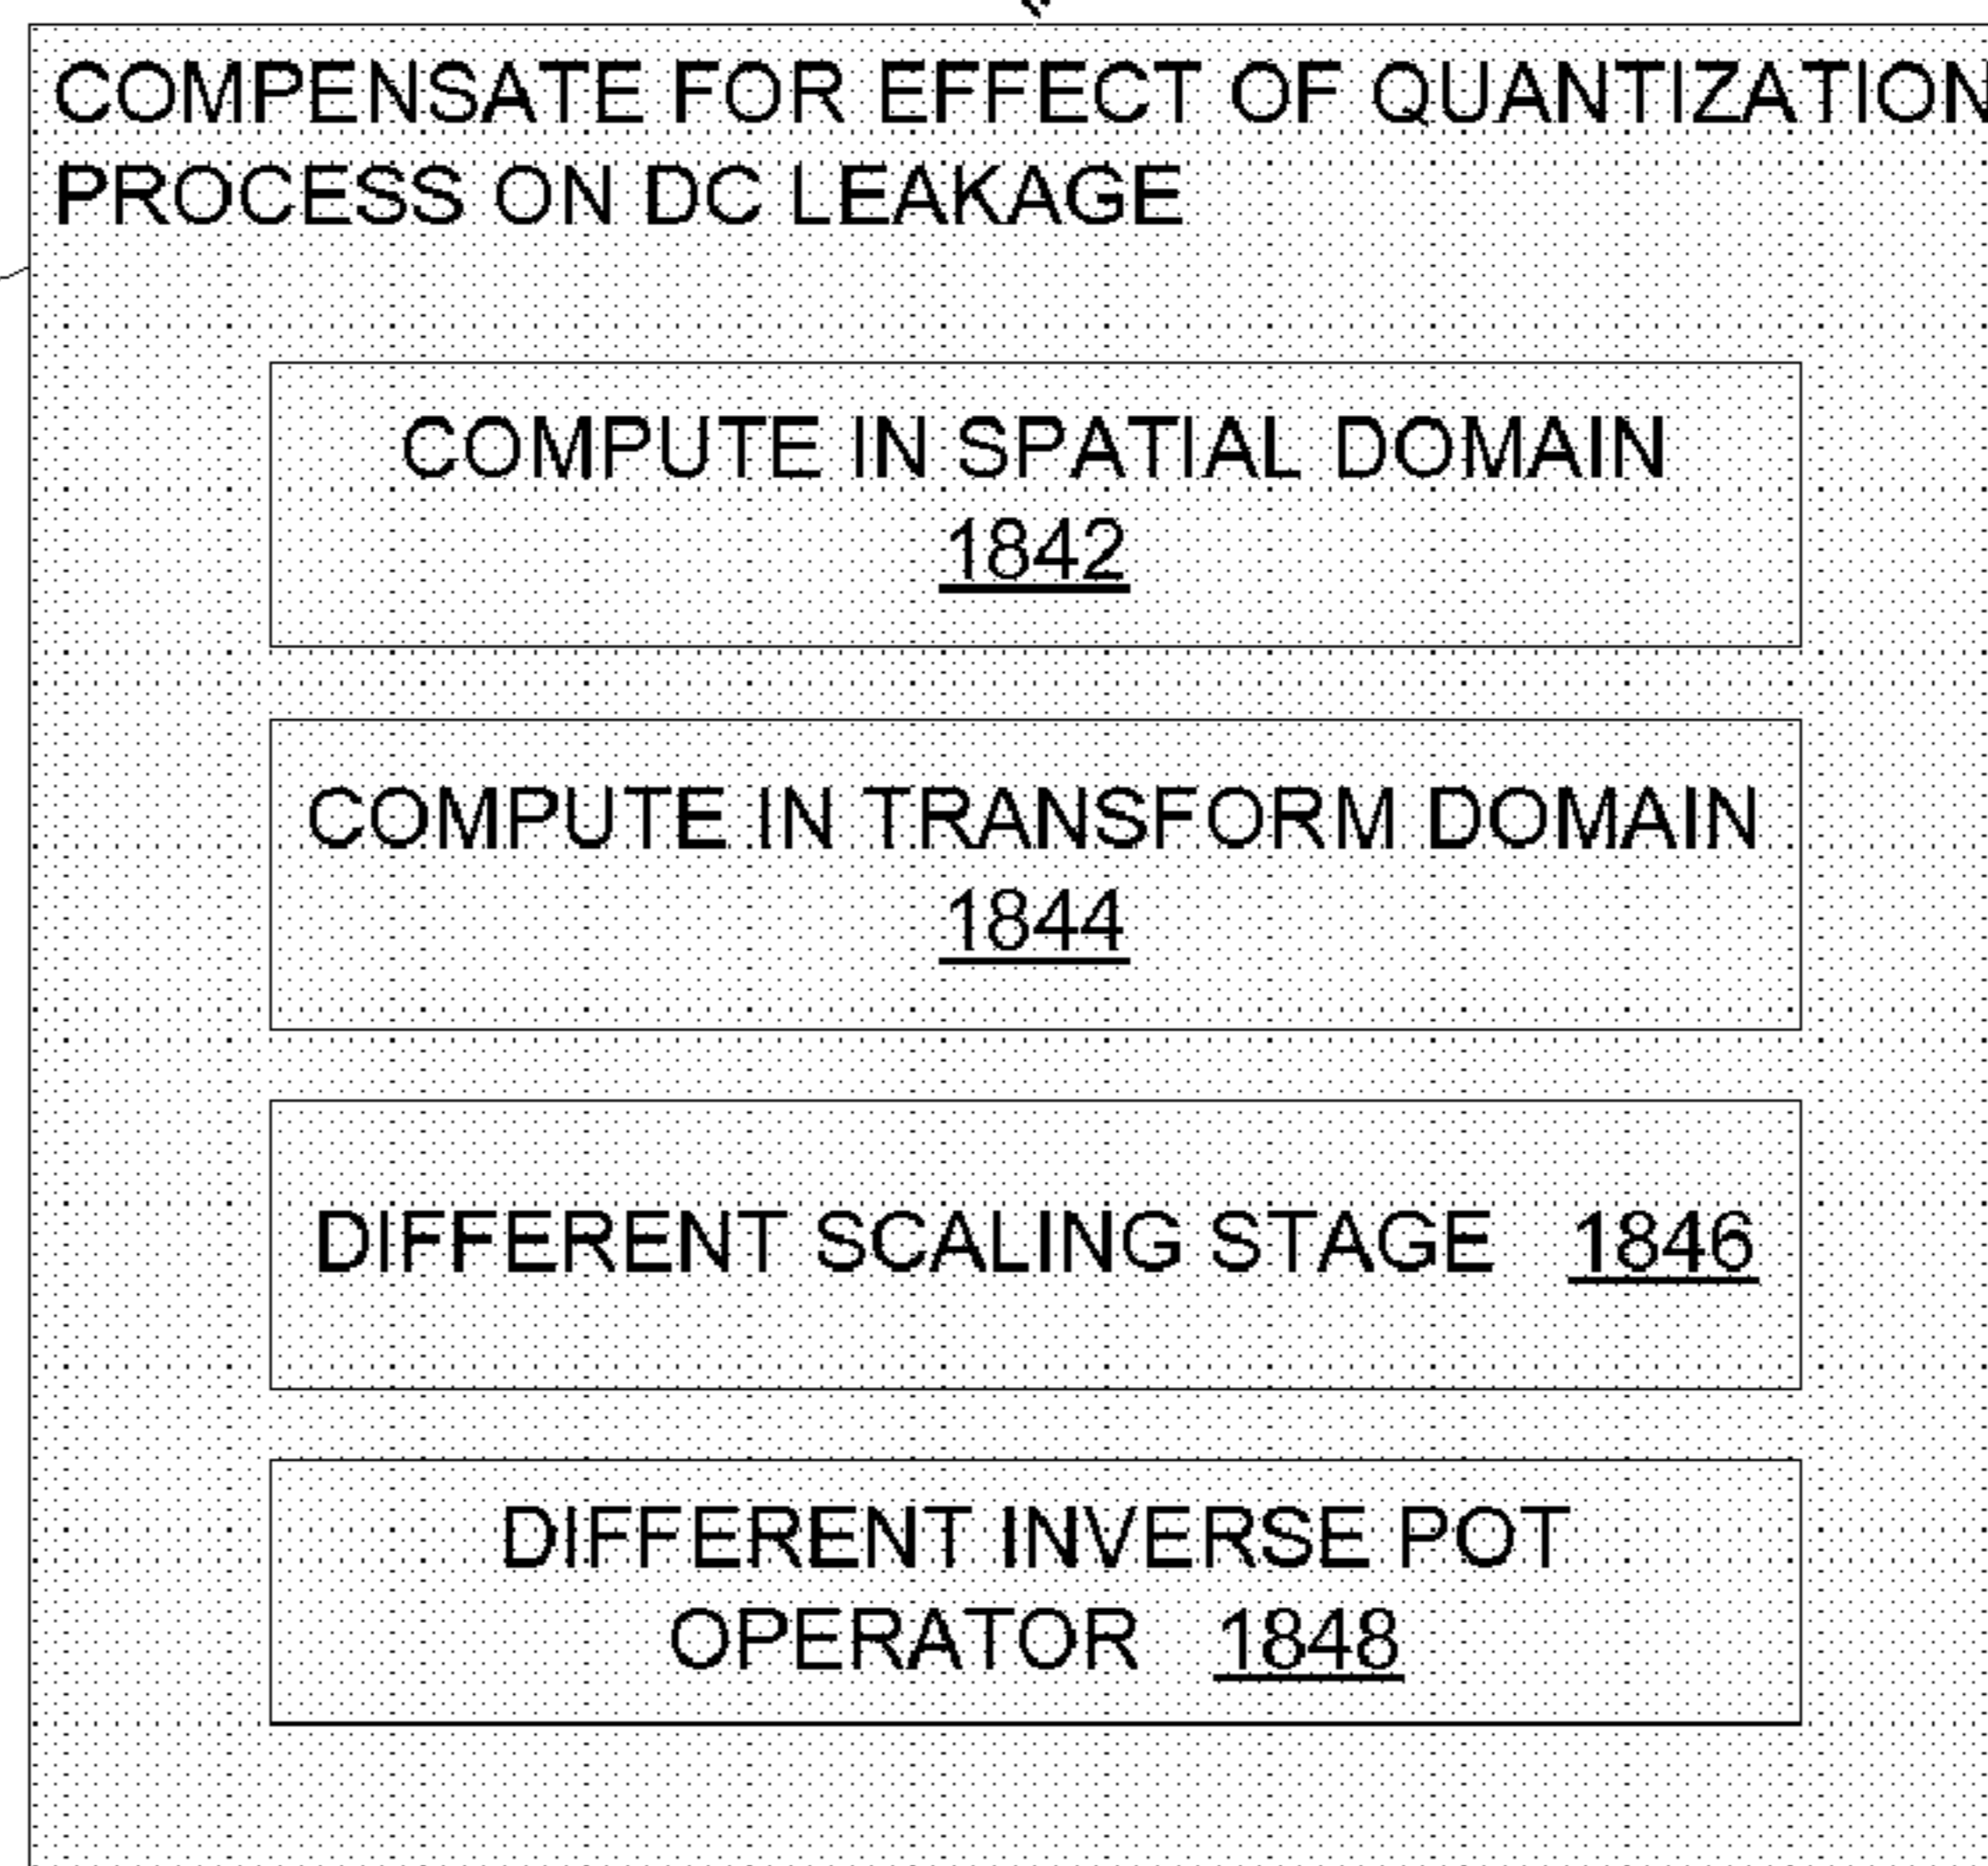 COMPENSATE FOR EFFECT OF QUANTIZATION
PROCESS ON DC LEAKAGE
COMPUTE IN SPATIAL DOMAIN
1842
COMPUTE IN TRANSFORM DOMAIN
1844
DIFFERENT SCALING STAGE 1846
DIFFERENT INVERSE POT
OPERATOR 1848